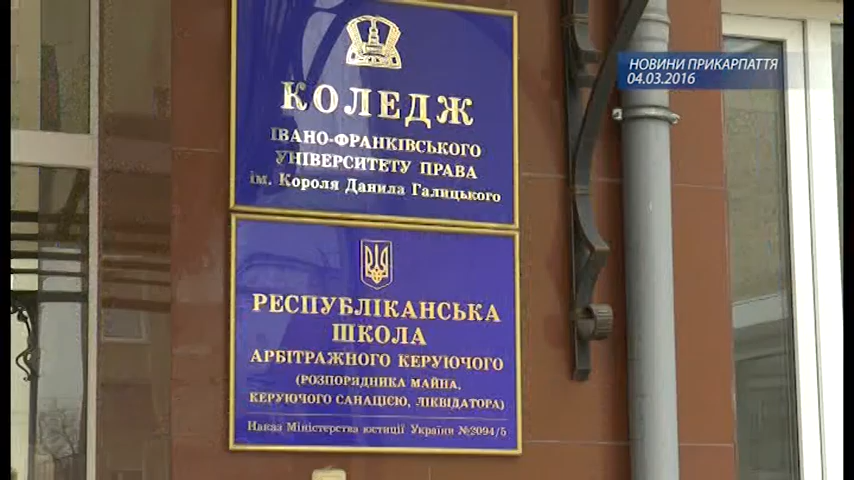 НОВИНИ ПРИКАРПАТТЯ
04.03.2016
КОЛЕДЖ
ІВАНО-ФРАНКІВСЬКОГО
УНІВЕРСИТЕТУ ПРАВА
ім. Короля Данила Галицького
РЕСПУБЛІКАНСЬКА
ШКОЛА
АРБІТРАЖНОГО КЕРУЮЧОГО
(РОЗПОРЯДНИКА МАЙНА,
КЕРУЮЧОГО САНАЦІЄЮ, ЛІКВІДАТОРА)
Наказ Міністерства юстиції України №2094/5